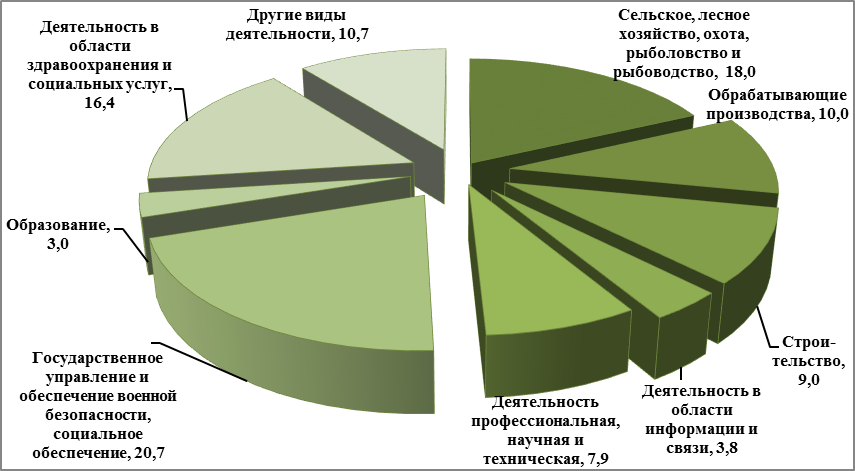 Сельское, лесное
хозяйство, охота,
рыболовство и
рыбоводство, 18,0
Обрабатывающие
производства, 10,0
Строи-
тельство,
9,0
Деятельность в
области
информации и
связи, 3,8
Деятельность
профессиональная,
научная и
техническая, 7,9
Государственное
управление и
обеспечение военной
безопасности,
социальное
обеспечение, 20,7
Образование,
3,0
Деятельность в
области
здравоохранения и
социальных услуг,
16,4
Другие виды
деятельности, 10,7